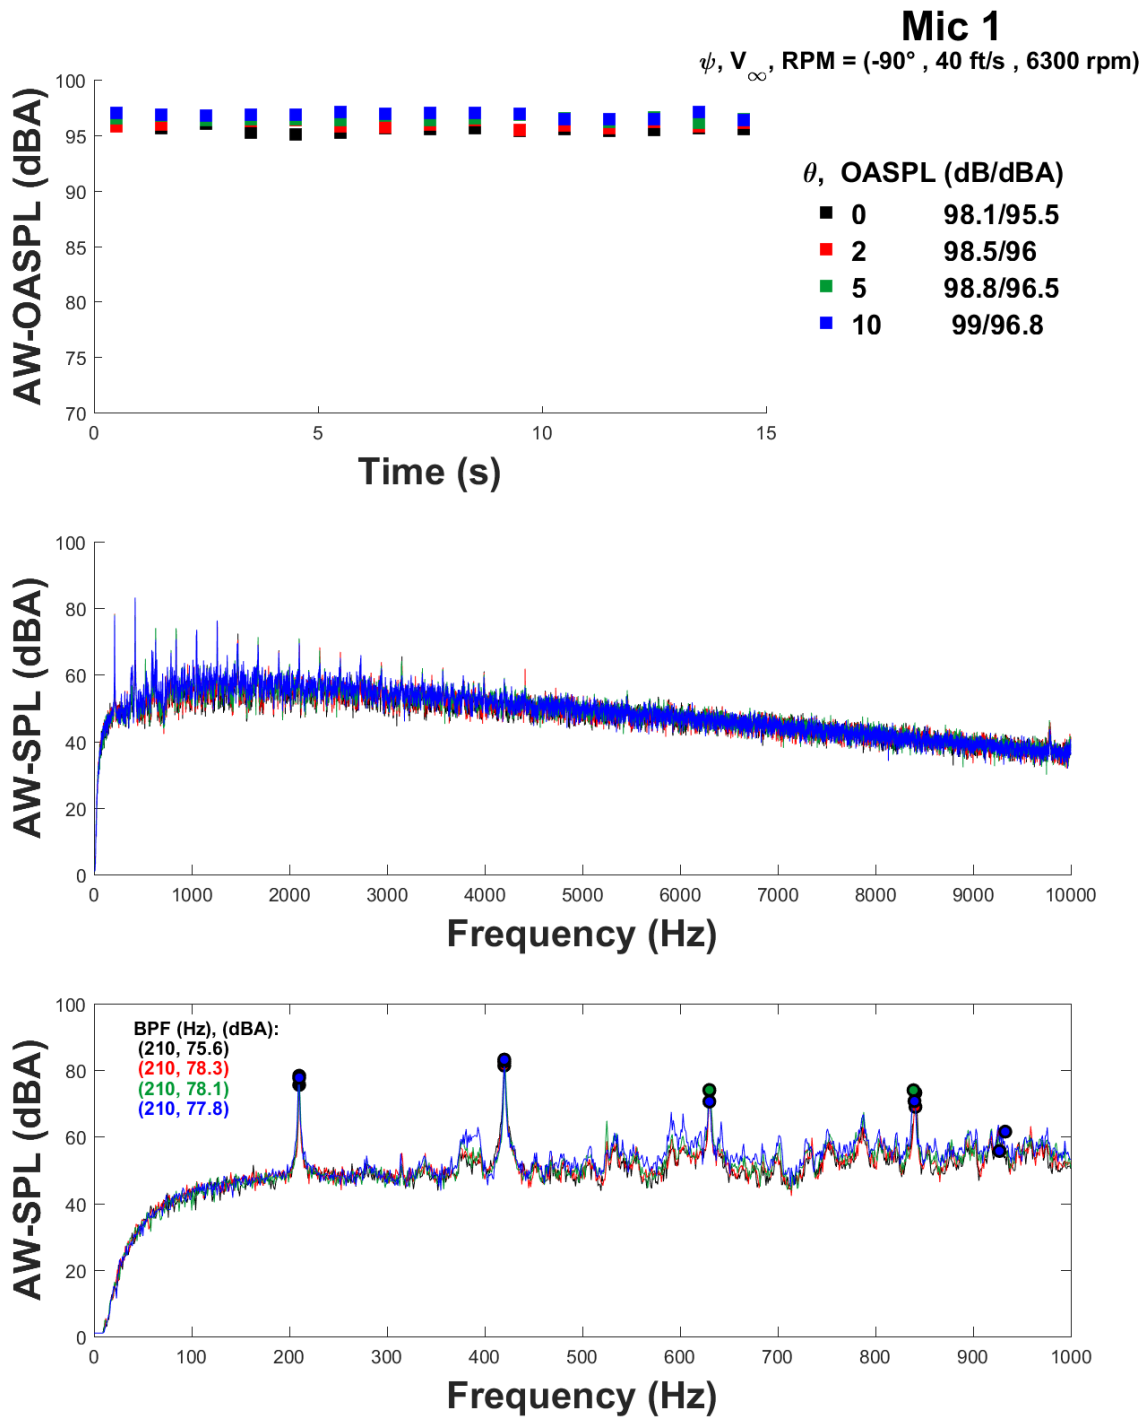 Mic 1
ψ, V∞, RPM = (-90° , 40 ft/s , 6300 rpm)
θ, OASPL (dB/dBA)
0 98.1/95.5
2 98.5/96
5 98.8/96.5
10 99/96.8
AW-OASPL (dBA)
100
95
90
85
80
75
70
0 5 10 15
Time (s)
AW-SPL (dBA)
100
80
60
40
20
0
0 1000 2000 3000 4000 5000 6000 7000 8000 9000 10000
Frequency (Hz)
AW-SPL (dBA)
100
80
60
40
20
0
BPF (Hz), (dBA):
(210, 75.6)
(210, 78.3)
(210, 78.1)
(210, 77.8)
0 100 200 300 400 500 600 700 800 900 1000
Frequency (Hz)